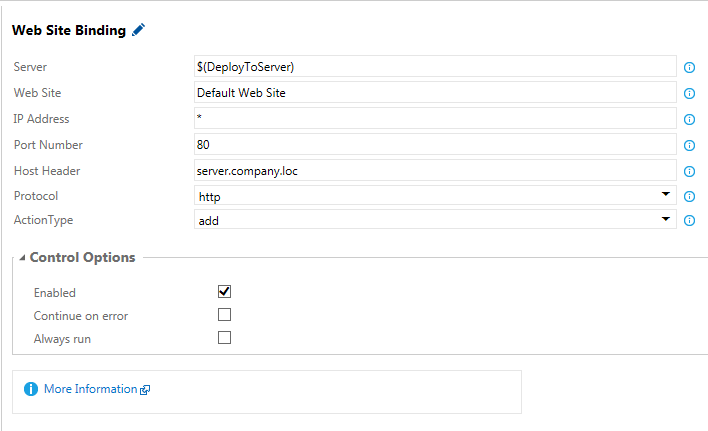 Web Site Binding
Server $(DeployToServer)
Web Site Default Web Site
IP Address *
Port Number 80
Host Header server.company.loc
Protocol http
ActionType add
Control Options
Enabled
Continue on error
Always run
More Information